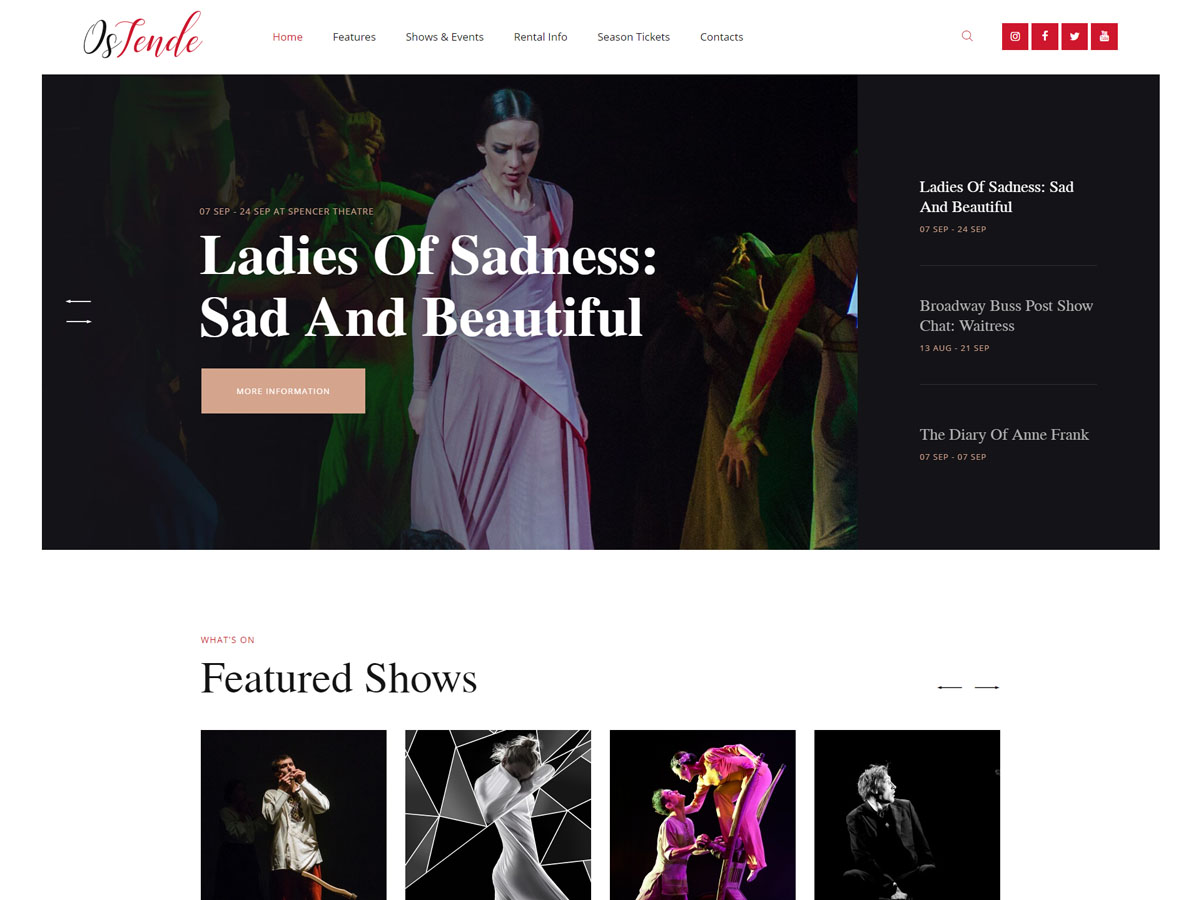 OsTende
Home Features Shows & Events Rental Info Season Tickets Contacts
07 SEP - 24 SEP AT SPENCER THEATRE
Ladies Of Sadness:
Sad And Beautiful
MORE INFORMATION
Ladies Of Sadness: Sad
And Beautiful
07 SEP - 24 SEP
Broadway Buss Post Show
Chat: Waitress
13 AUG - 21 SEP
The Diary Of Anne Frank
07 SEP - 07 SEP
WHAT'S ON
Featured Shows